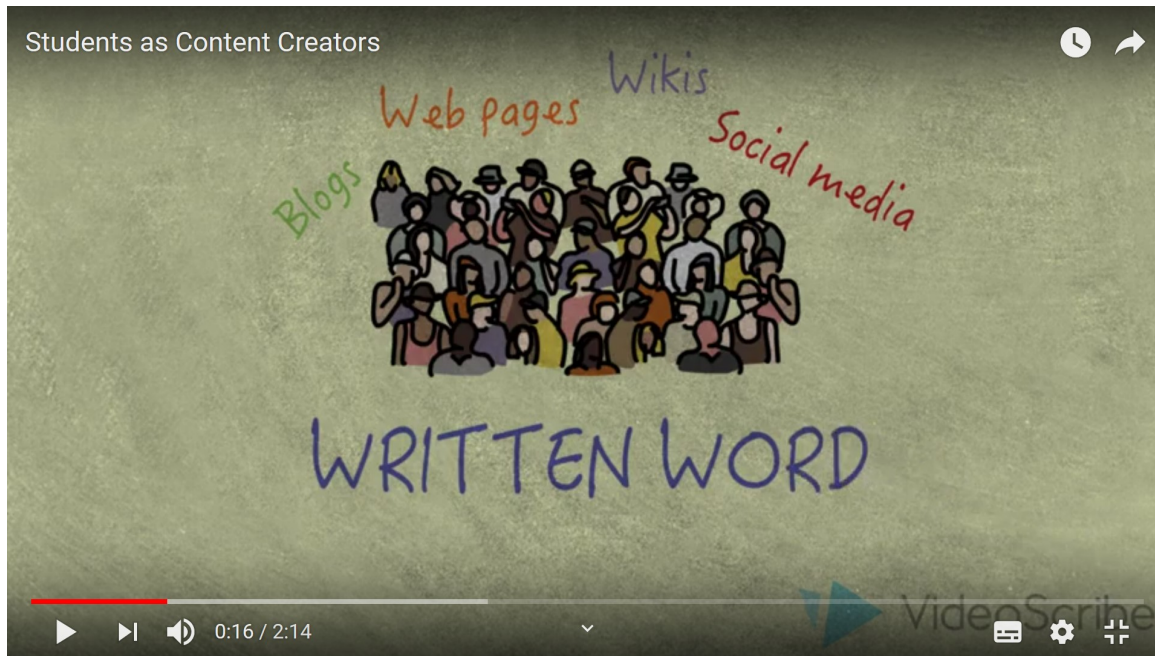 Students as Content Creators
Wikis
Web pages
Social media
Blogs
WRITTEN WORD
VideoScribe
0:16 / 2:14